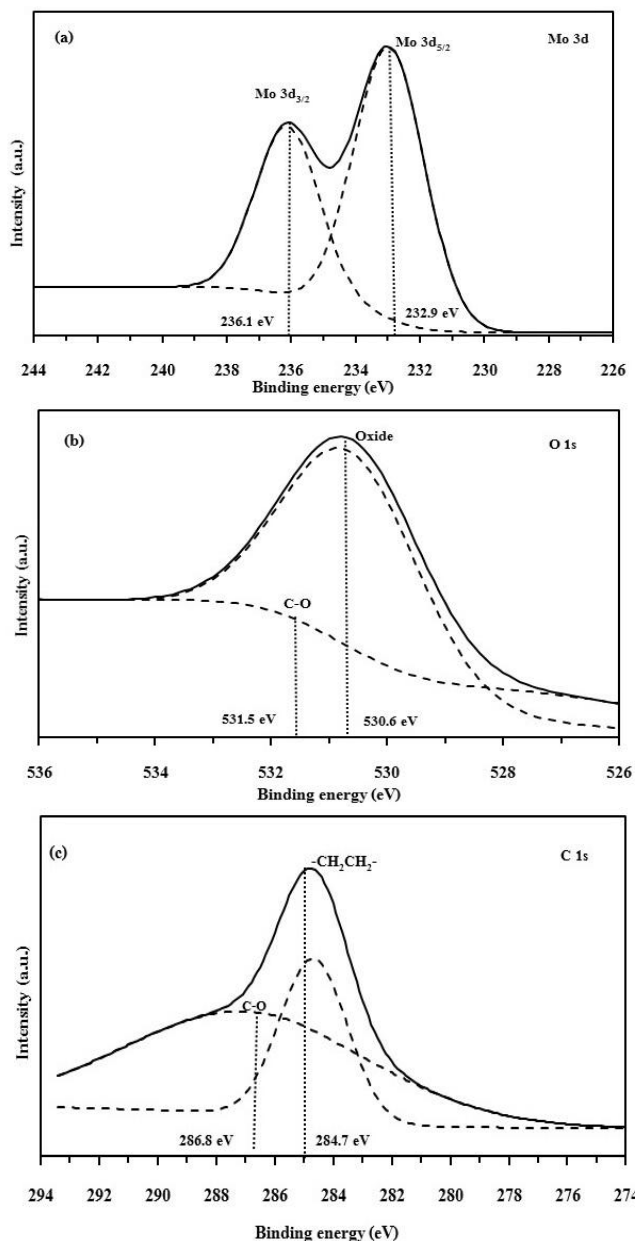 (a)
Mo 3d
Mo 3d5/2
Mo 3d3/2
Intensity (a.u.)
236.1 eV
232.9 eV
244 242 240 238 236 234 232 230 228 226
Binding energy (eV)
(b)
O 1s
Oxide
C-O
Intensity (a.u.)
531.5 eV
530.6 eV
536 534 532 530 528 526
Binding energy (eV)
(c)
C 1s
-CH2CH2-
C-O
Intensity (a.u.)
286.8 eV
284.7 eV
294 292 290 288 286 284 282 280 278 276 274
Binding energy (eV)